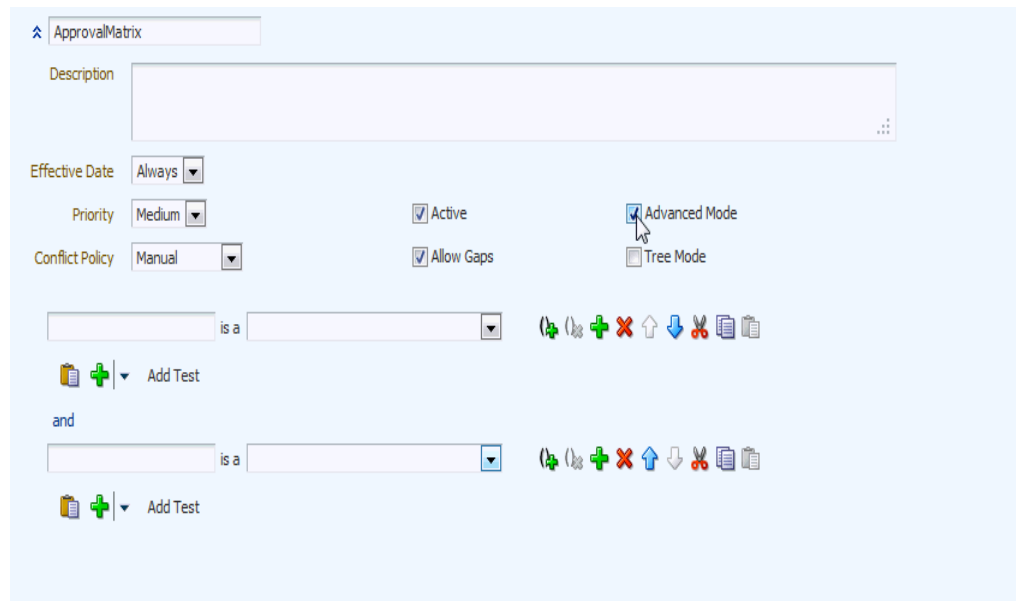 ApprovalMatrix
Description
Effective Date Always
Priority Medium Active Advanced Mode
Conflict Policy Manual Allow Gaps Tree Mode
is a
Add Test
and
is a
Add Test